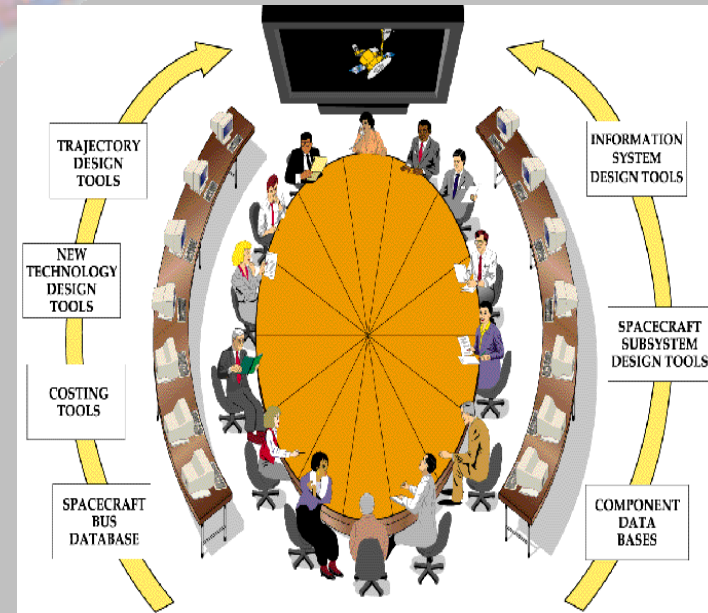 TRAJECTORY
DESIGN
TOOLS
NEW
TECHNOLOGY
DESIGN
TOOLS
COSTING
TOOLS
SPACECRAFT
BUS
DATABASE
INFORMATION
SYSTEM
DESIGN TOOLS
SPACECRAFT
SUBSYSTEM
DESIGN TOOLS
COMPONENT
DATA
BASES